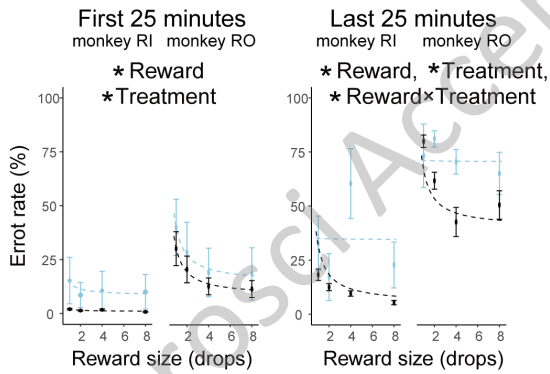 First 25 minutes
monkey RI monkey RO
* Reward
* Treatment
Last 25 minutes
monkey RI monkey RO
* Reward, *Treatment,
* Reward×Treatment
Errot rate (%)
100
75
50
25
0
2 4 6 8
2 4 6 8
Reward size (drops)
100
75
50
25
0
2 4 6 8
2 4 6 8
Reward size (drops)
rosci Accep